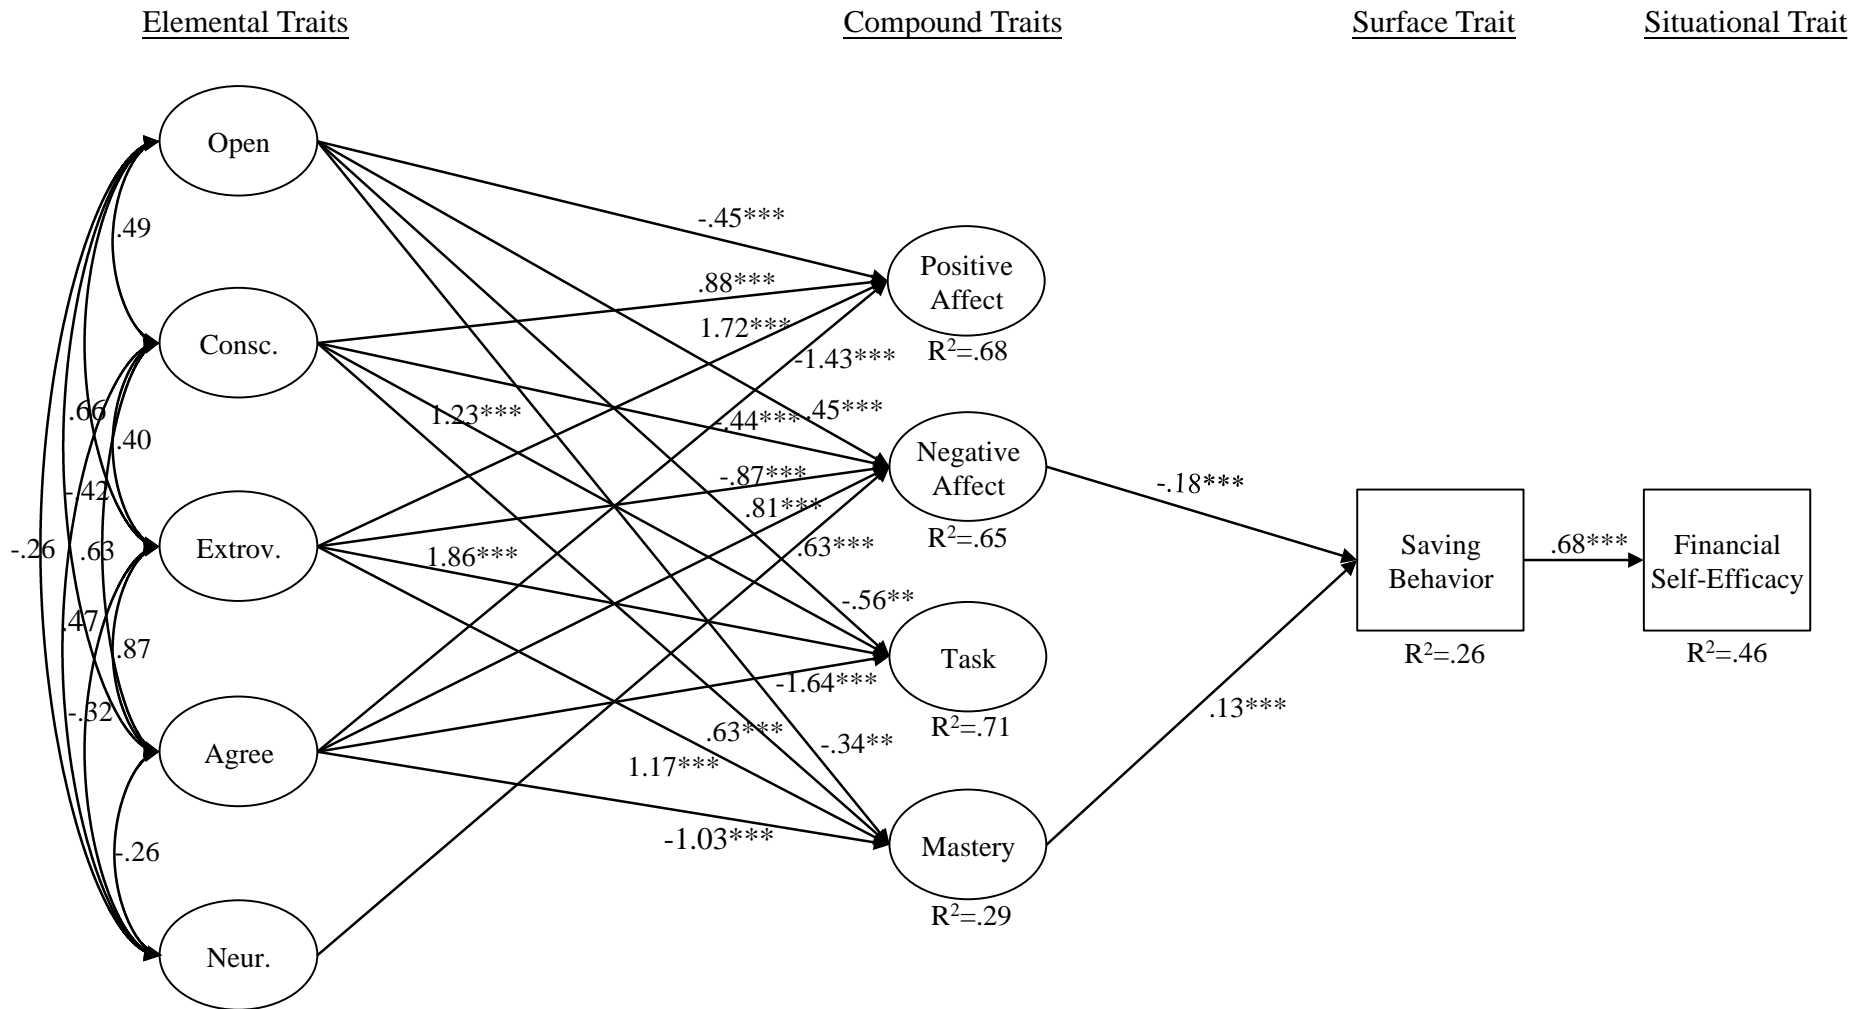 Elemental Traits
Compound Traits
Surface Trait
Situational Trait
Open
.49
-.45***
Positive
Affect
R²=.68
.88***
1.72***
Consc.
-1.43***
.66
1.23***
-.44***
.45***
.40
Negative
Affect
R²=.65
-.87***
-.42
.81***
-.18***
-.26
.63
Extrov.
1.86***
.63***
Saving
Behavior
R²=.26
.68***
Financial
Self-Efficacy
R²=.46
-.56**
.47
.87
Task
R²=.71
-1.64***
-.32
.63***
-.34**
.13***
Agree
1.17***
-1.03***
-.26
Mastery
R²=.29
Neur.